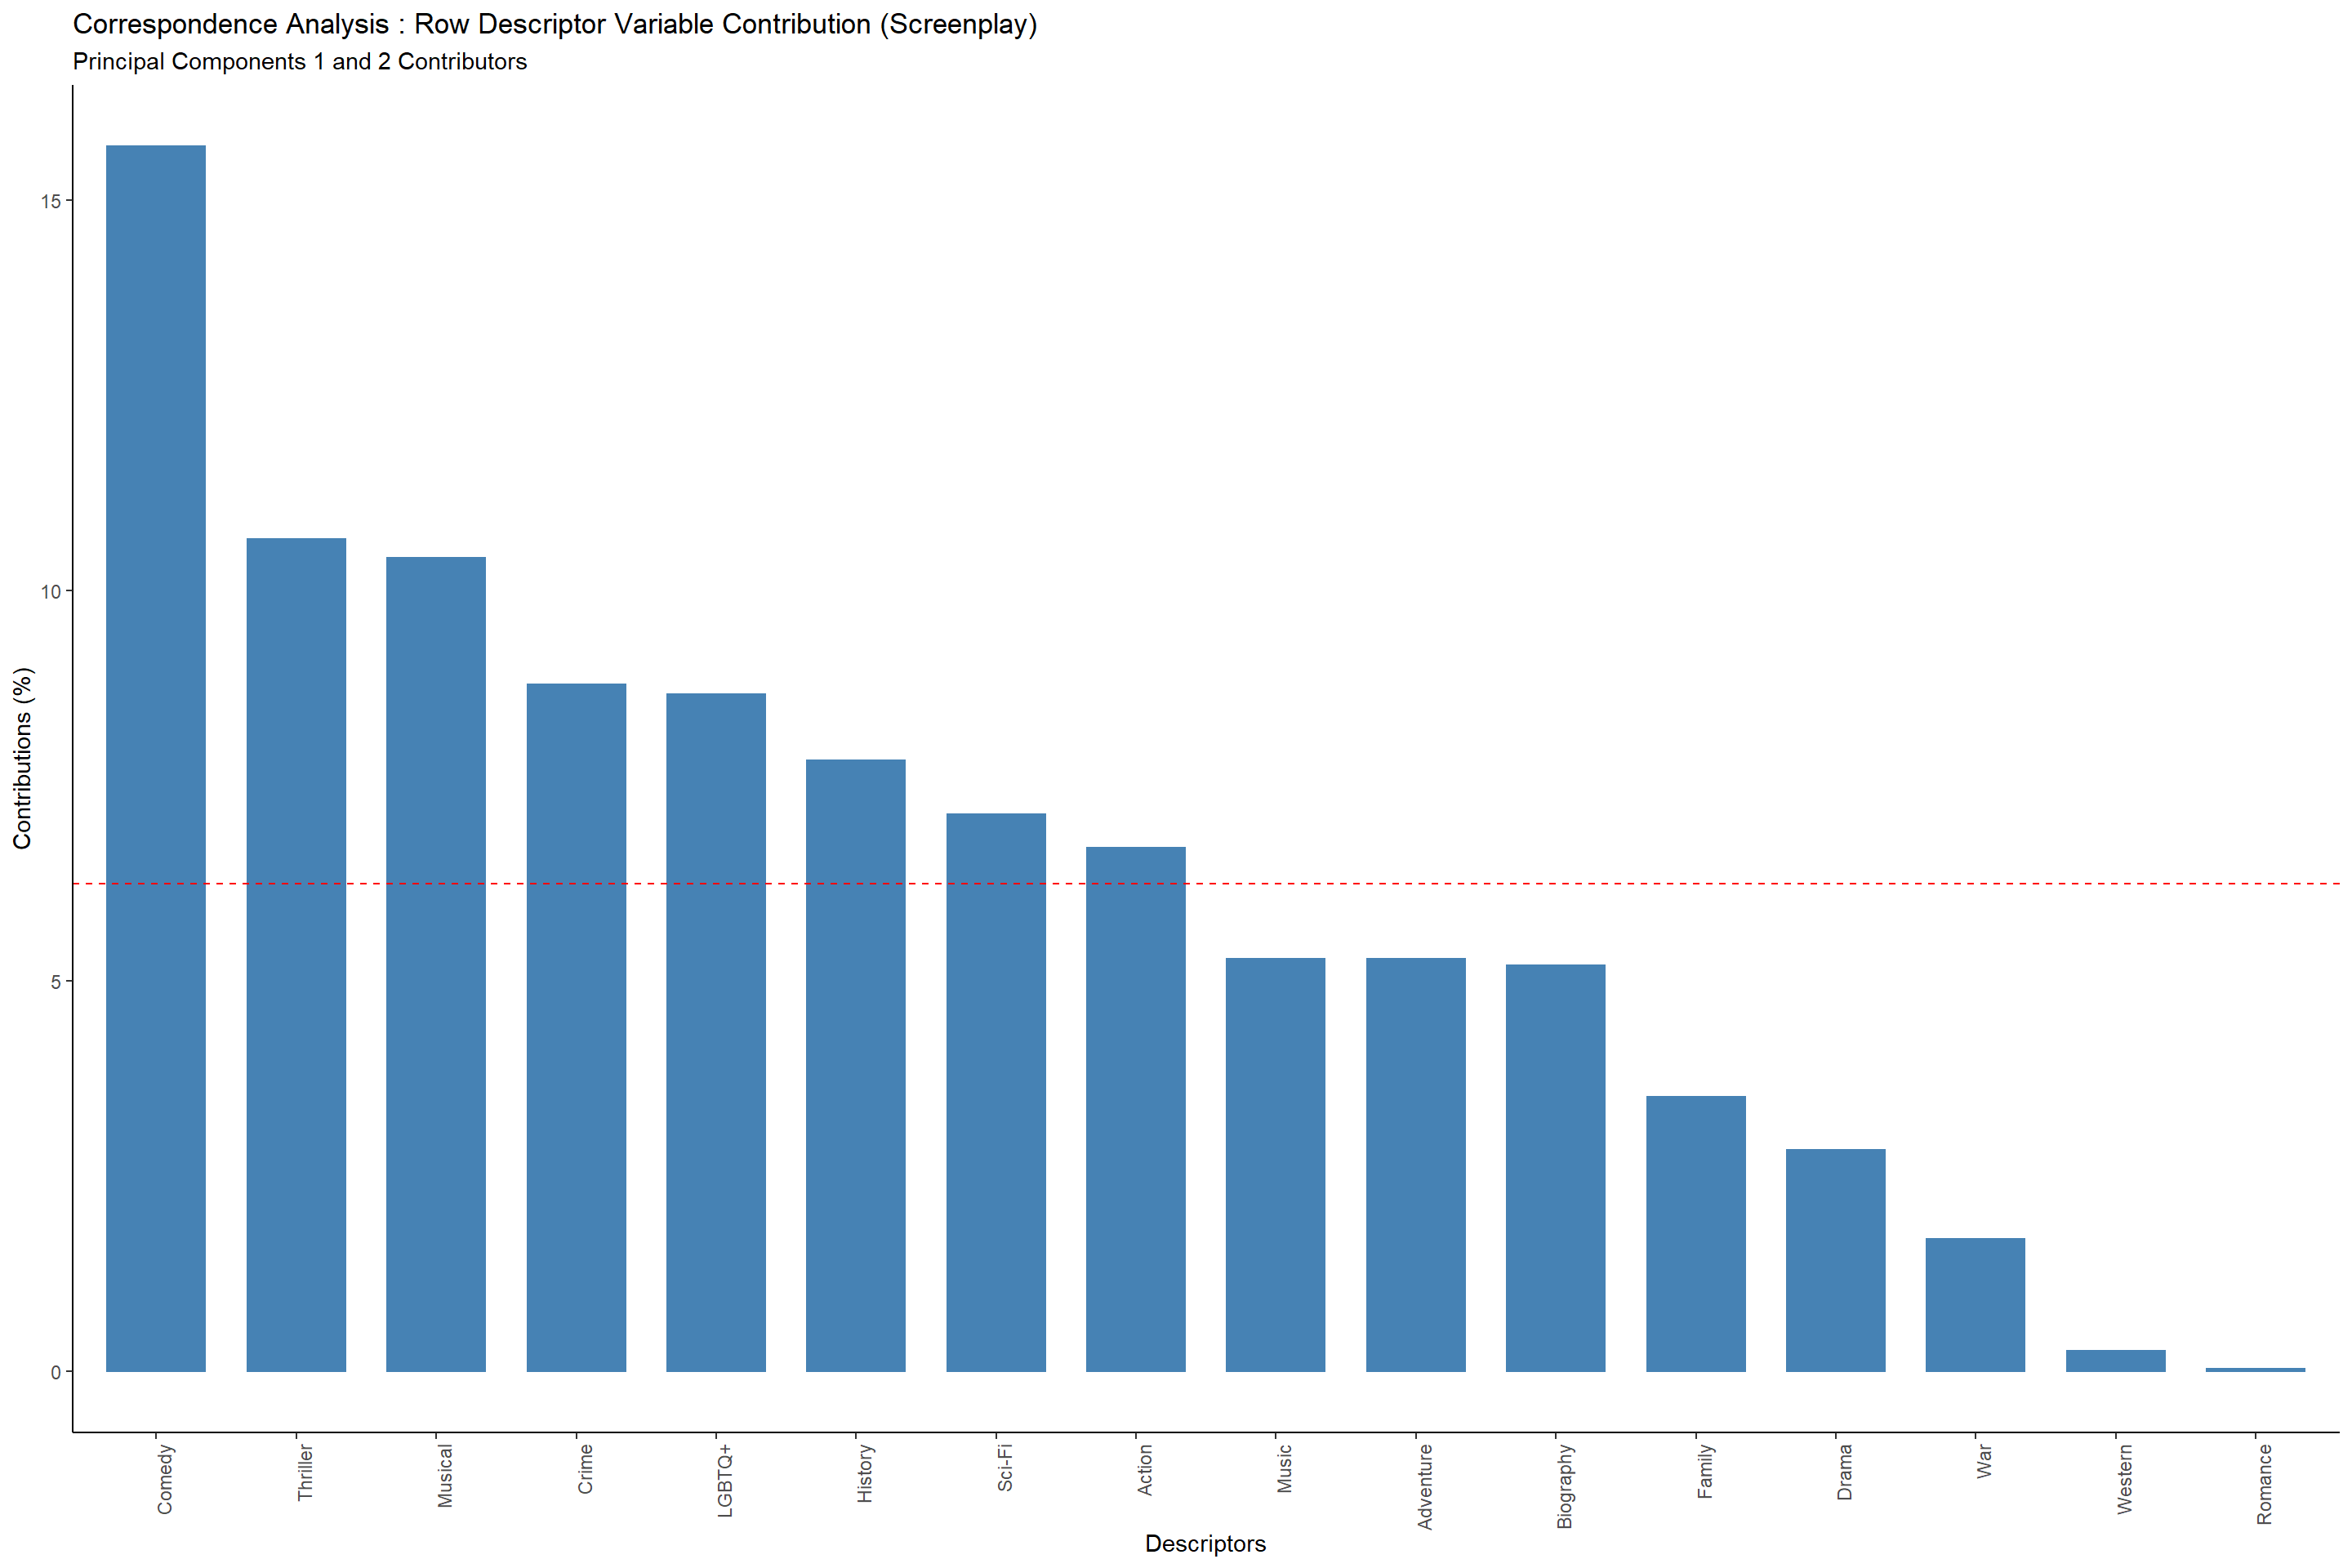 Correspondence Analysis : Row Descriptor Variable Contribution (Screenplay)
Principal Components 1 and 2 Contributors
Contributions (%)
15
10
5
0
Comedy
Thriller
Musical
Crime
LGBTQ+
History
Sci-Fi
Action
Music
Adventure
Biography
Family
Drama
War
Western
Romance
Descriptors